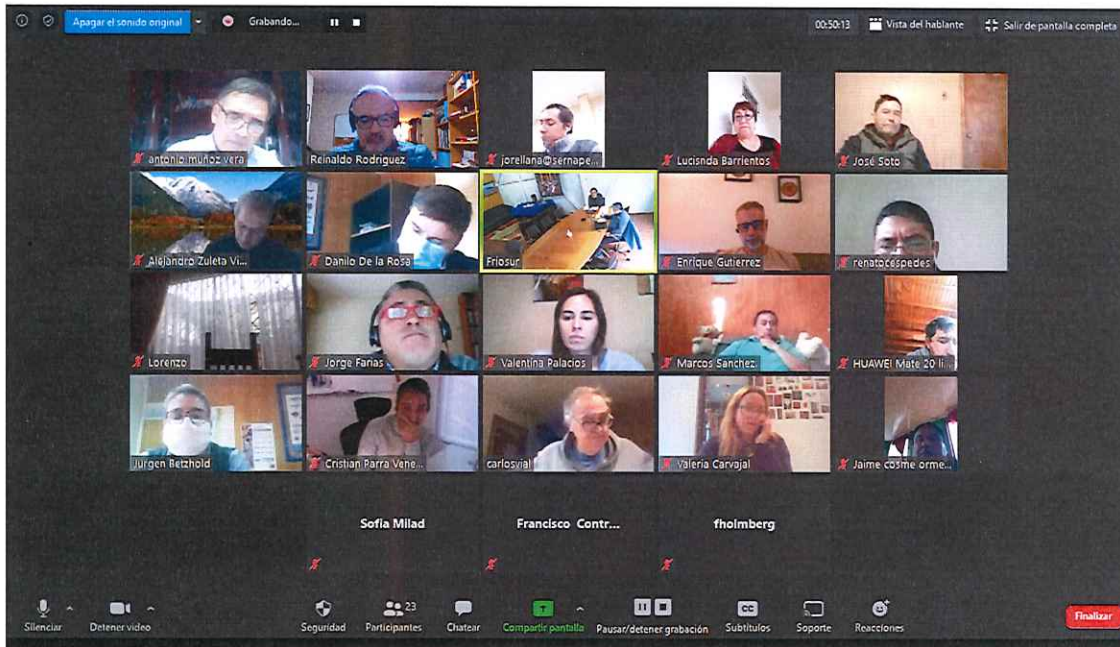 Apagar el sonido original
Grabando...
00:50:13
Vista del hablante
Salir de pantalla completa
antonio muñoz vera
Reinaldo Rodriguez
jorellana@sernape...
Lucisnda Barrientos
José Soto
Alejandro Zuleta Vi...
Danilo De la Rosa
Friosur
Enrique Gutierrez
renatocespedes
Lorenzo
Jorge Farias
Valentina Palacios
Marcos Sanchez
HUAWEI Mate 20 li...
Jürgen Betzhold
Cristian Parra Vene...
carlosvial
Valeria Carvajal
Jaime cosme orme...
Sofia Milad
Francisco Contr...
fholmberg
Silenciar
Detener video
Seguridad
23
Participantes
Chatear
Compartir pantalla
Pausar/detener grabación
CC
Subtítulos
Soporte
Reacciones
Finalizar